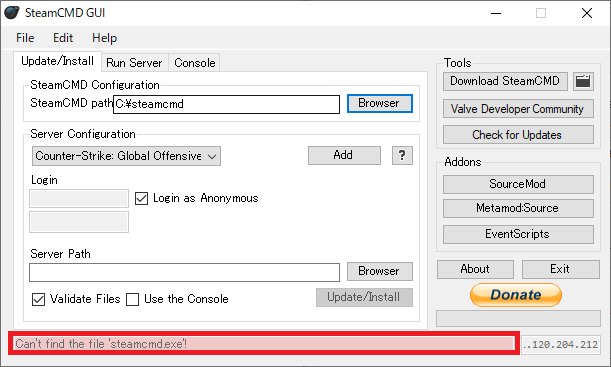 SteamCMD GUI
File Edit Help
Update/Install Run Server Console
SteamCMD Configuration
SteamCMD path C:¥steamcmd Browser
Server Configuration
Counter-Strike: Global Offensive Add ?
Login
Login as Anonymous
Server Path
Browser
Validate Files Use the Console Update/Install
Tools
Download SteamCMD
Valve Developer Community
Check for Updates
Addons
SourceMod
Metamod:Source
EventScripts
About Exit
Donate
Can't find the file 'steamcmd.exe'! .120.204.212